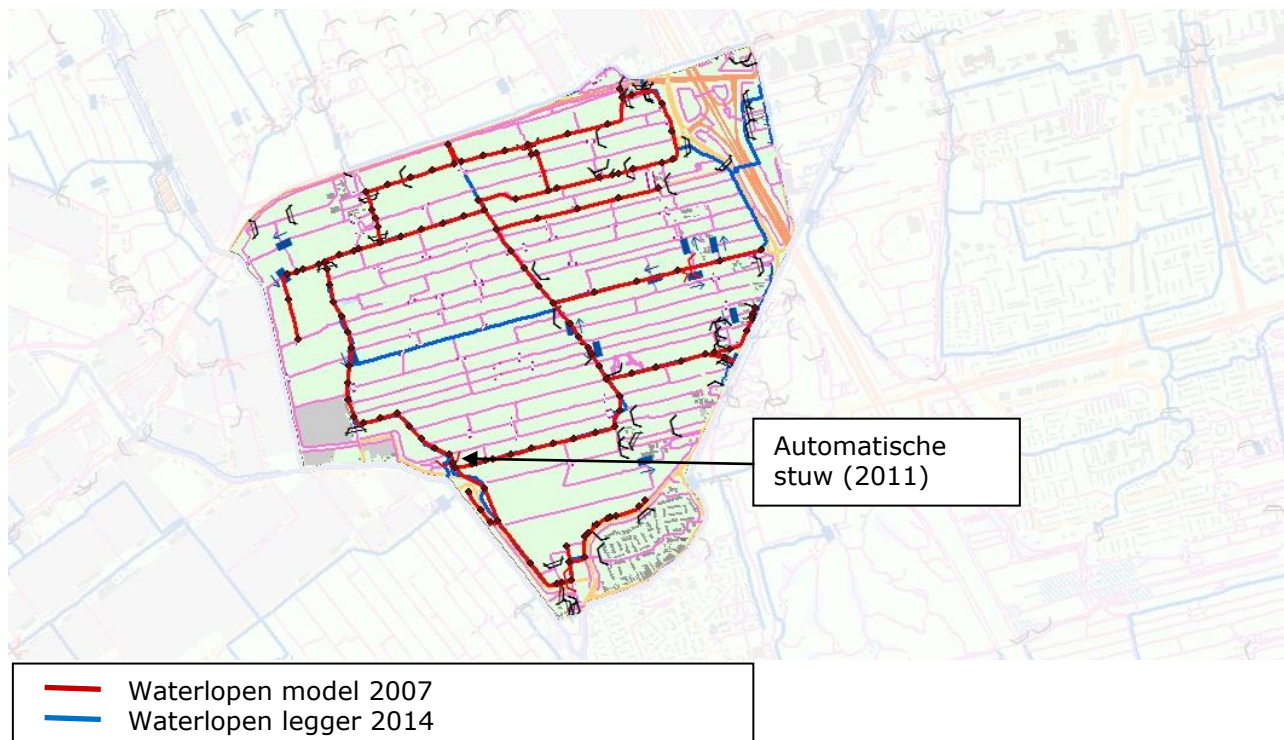 Automatische
stuw (2011)
Waterlopen model 2007
Waterlopen legger 2014